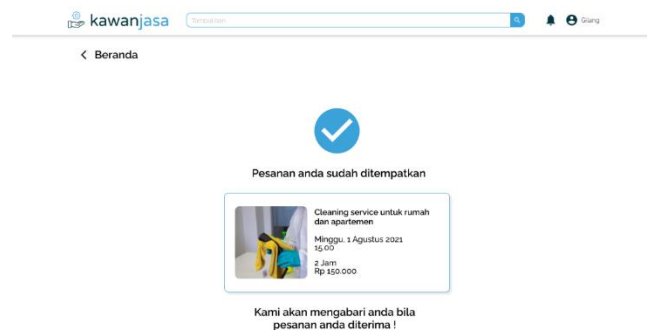 kawanjasa
Giang
< Beranda
Pesanan anda sudah ditempatkan
Cleaning service untuk rumah
dan apartemen
Minggu, 1 Agustus 2021
15.00
2 Jam
Rp 150.000
Kami akan mengabari anda bila
pesanan anda diterima !